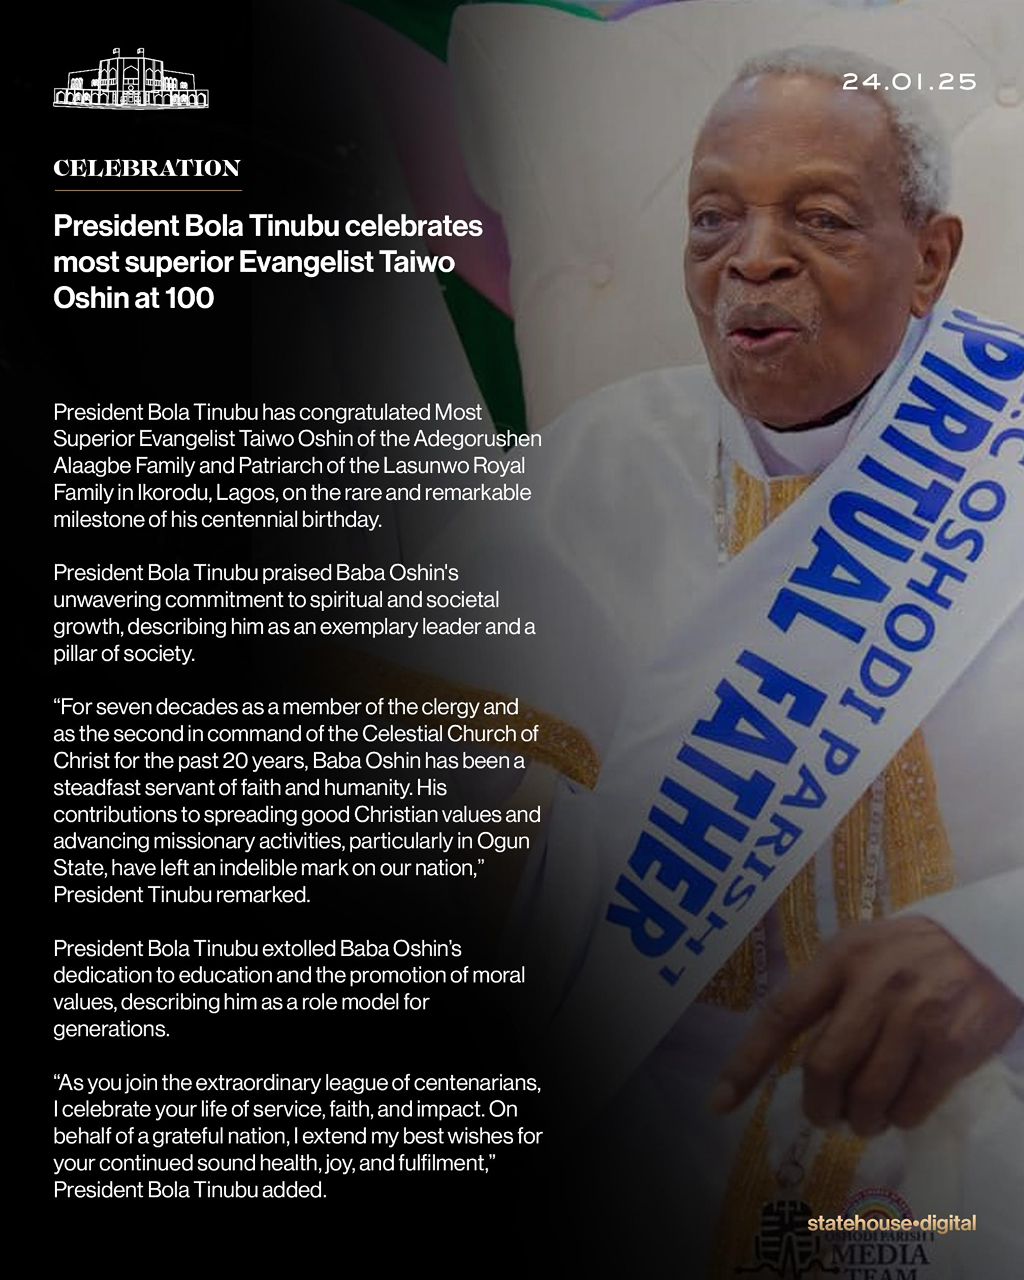 24.01.25
CELEBRATION
President Bola Tinubu celebrates
most superior Evangelist Taiwo
Oshin at 100
President Bola Tinubu has congratulated Most
Superior Evangelist Taiwo Oshin of the Adegorushen
Alaagbe Family and Patriarch of the Lasunwo Royal
Family in Ikorodu, Lagos, on the rare and remarkable
milestone of his centennial birthday.
President Bola Tinubu praised Baba Oshin's
unwavering commitment to spiritual and societal
growth, describing him as an exemplary leader and a
pillar of society.
“For seven decades as a member of the clergy and
as the second in command of the Celestial Church of
Christ for the past 20 years, Baba Oshin has been a
steadfast servant of faith and humanity. His
contributions to spreading good Christian values and
advancing missionary activities, particularly in Ogun
State, have left an indelible mark on our nation,”
President Tinubu remarked.
President Bola Tinubu extolled Baba Oshin’s
dedication to education and the promotion of moral
values, describing him as a role model for
generations.
“As you join the extraordinary league of centenarians,
I celebrate your life of service, faith, and impact. On
behalf of a grateful nation, I extend my best wishes for
your continued sound health, joy, and fulfilment,”
President Bola Tinubu added.
OSHODI PARISH 1
SPIRITUAL FATHER
statehouse•digital
OSHODI PARISH 1
MEDIA
TEAM